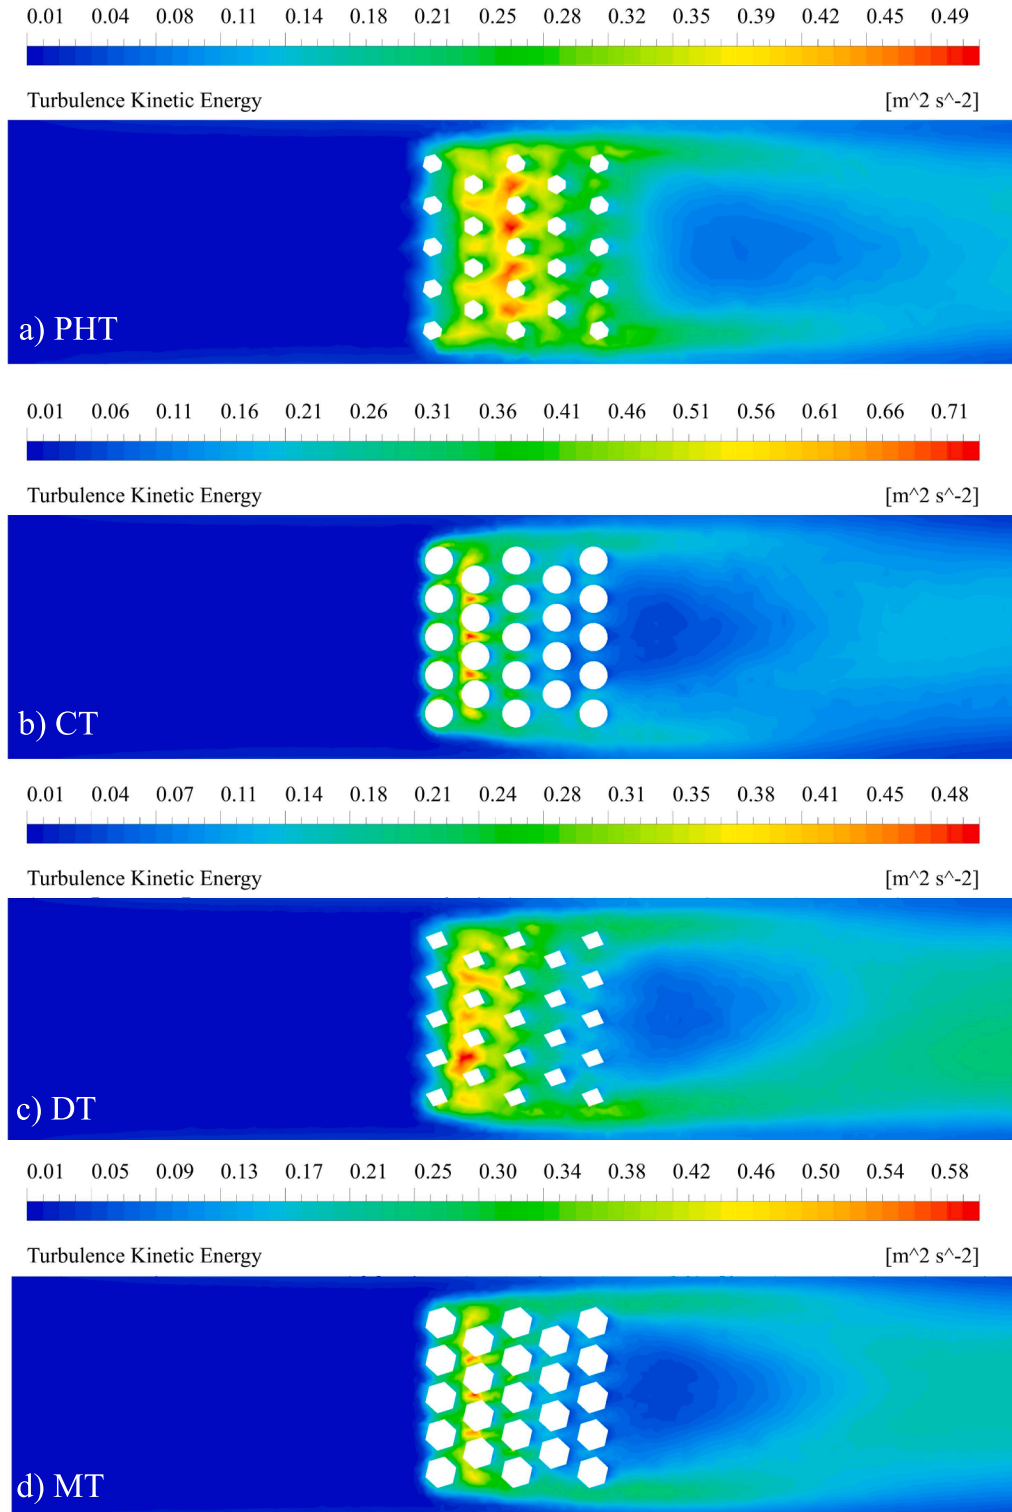 0.01 0.04 0.08 0.11 0.14 0.18 0.21 0.25 0.28 0.32 0.35 0.39 0.42 0.45 0.49
Turbulence Kinetic Energy [m^2 s^-2]
a) PHT
0.01 0.06 0.11 0.16 0.21 0.26 0.31 0.36 0.41 0.46 0.51 0.56 0.61 0.66 0.71
Turbulence Kinetic Energy [m^2 s^-2]
b) CT
0.01 0.04 0.07 0.11 0.14 0.18 0.21 0.24 0.28 0.31 0.35 0.38 0.41 0.45 0.48
Turbulence Kinetic Energy [m^2 s^-2]
c) DT
0.01 0.05 0.09 0.13 0.17 0.21 0.25 0.30 0.34 0.38 0.42 0.46 0.50 0.54 0.58
Turbulence Kinetic Energy [m^2 s^-2]
d) MT